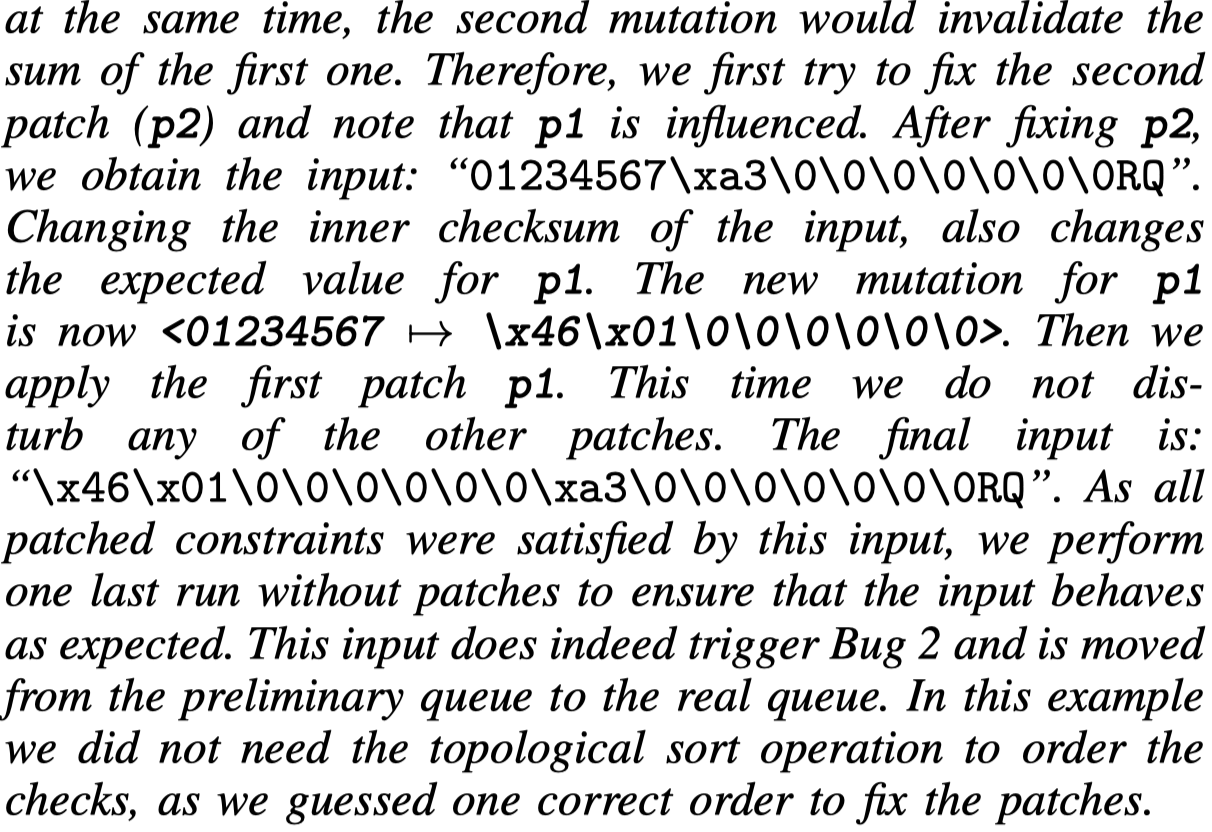 at the same time, the second mutation would invalidate the
sum of the first one. Therefore, we first try to fix the second
patch (p2) and note that p1 is influenced. After fixing p2,
we obtain the input: “01234567\xa3\0\0\0\0\0\0\0RQ”.
Changing the inner checksum of the input, also changes
the expected value for p1. The new mutation for p1
is now <01234567 ↦ \x46\x01\0\0\0\0\0\0>. Then we
apply the first patch p1. This time we do not dis-
turb any of the other patches. The final input is:
“\x46\x01\0\0\0\0\0\0\xa3\0\0\0\0\0\0\0RQ”. As all
patched constraints were satisfied by this input, we perform
one last run without patches to ensure that the input behaves
as expected. This input does indeed trigger Bug 2 and is moved
from the preliminary queue to the real queue. In this example
we did not need the topological sort operation to order the
checks, as we guessed one correct order to fix the patches.